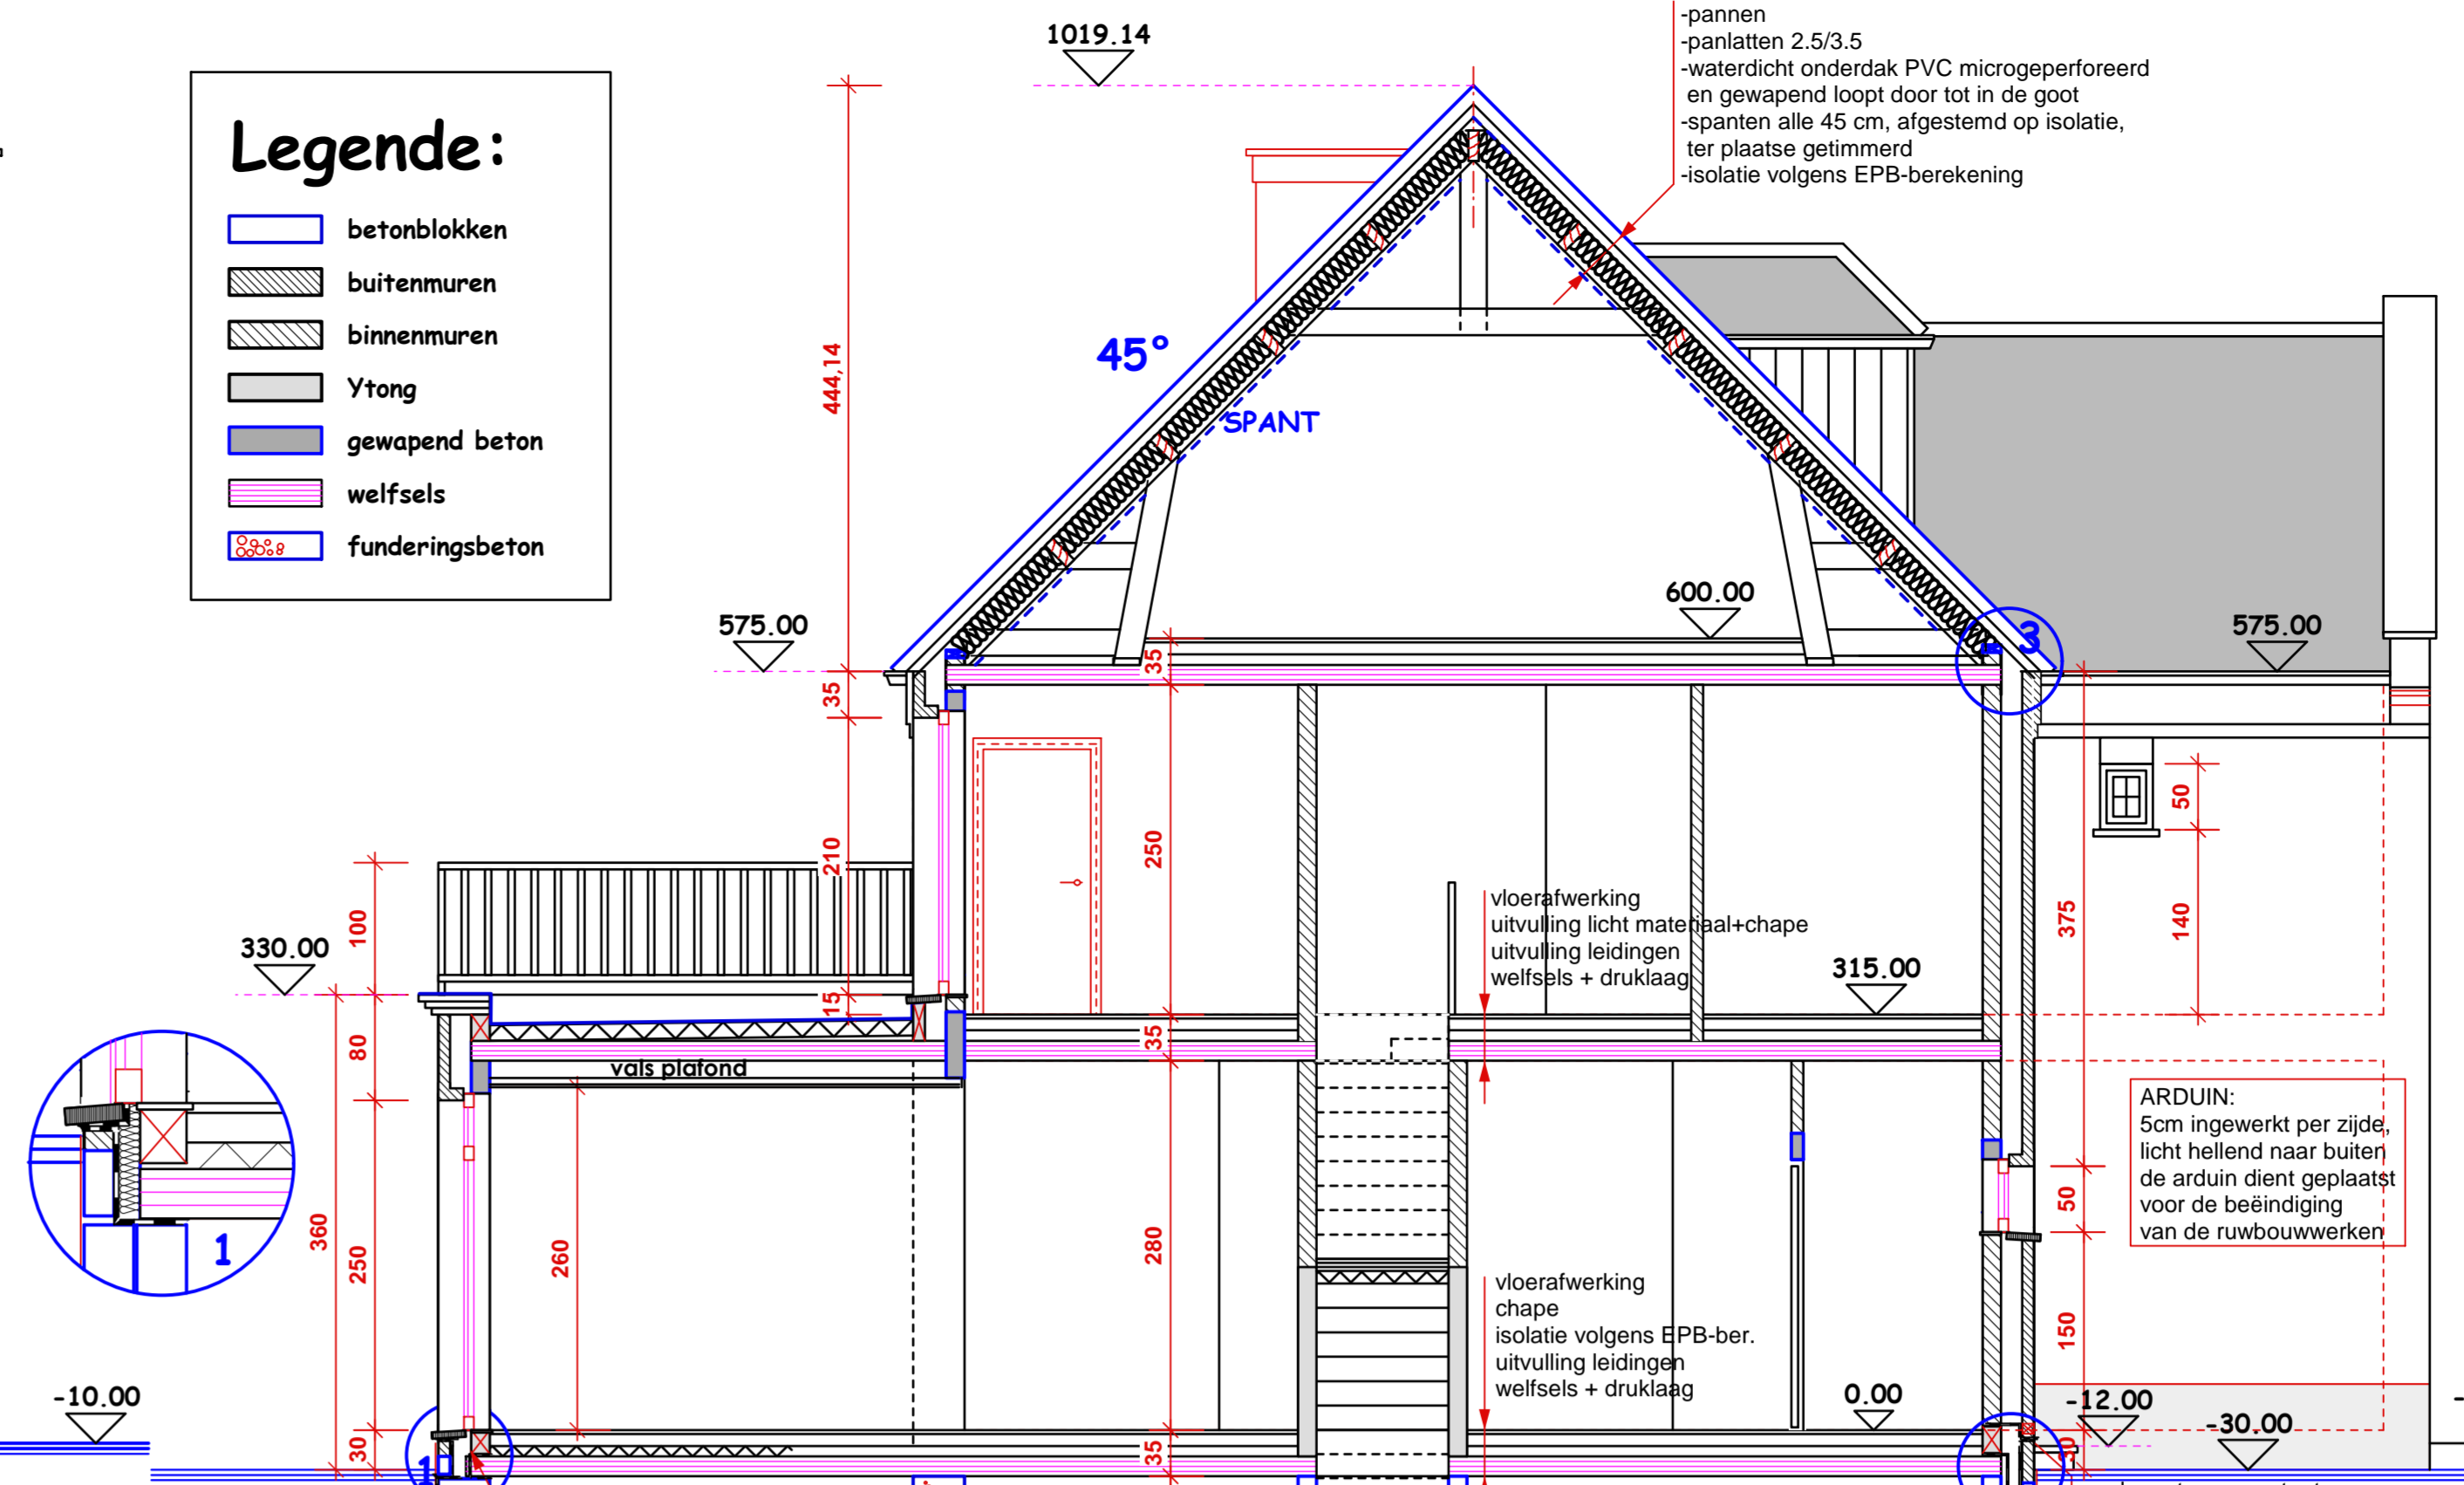 1019.14
-pannen
-panlatten 2.5/3.5
-waterdicht onderdak PVC microgeperforeerd
en gewapend loopt door tot in de goot
-spanten alle 45 cm, afgestemd op isolatie,
ter plaatse getimmerd
-isolatie volgens EPB-berekening
Legende:
betonblokken
buitenmuren
binnenmuren
Ytong
gewapend beton
welfsels
funderingsbeton
45°
444,14
SPANT
575.00
600.00
3
575.00
35
35
210
250
50
140
375
100
330.00
15
80
35
vloerafwerking
uitvulling licht materiaal+chape
uitvulling leidingen
welfsels + druklaag
315.00
vals plafond
ARDUIN:
5cm ingewerkt per zijde,
licht hellend naar buiten
de arduin dient geplaatst
voor de beëindiging
van de ruwbouwwerken
1
360
250
260
280
50
150
vloerafwerking
chape
isolatie volgens EPB-ber.
uitvulling leidingen
welfsels + druklaag
-10.00
0.00
-12.00
-30.00
30
35
30
1